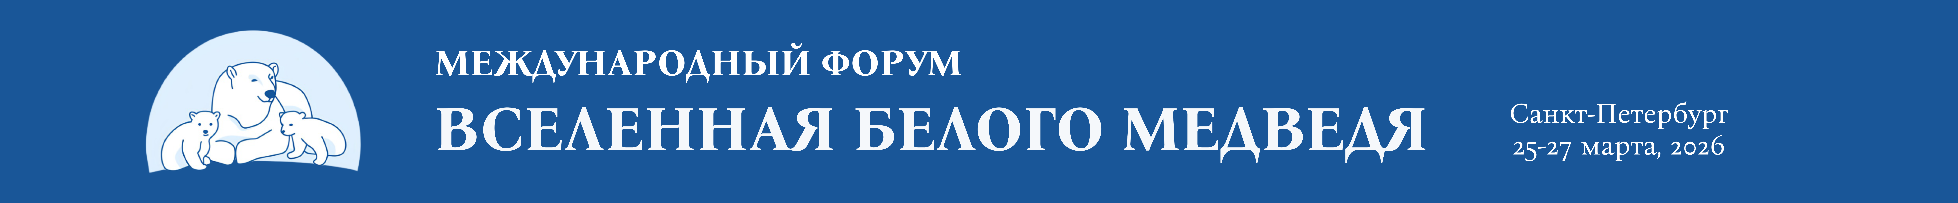 МЕЖДУНАРОДНЫЙ ФОРУМ
ВСЕЛЕННАЯ БЕЛОГО МЕДВЕДЯ
Санкт-Петербург
25-27 марта, 2026